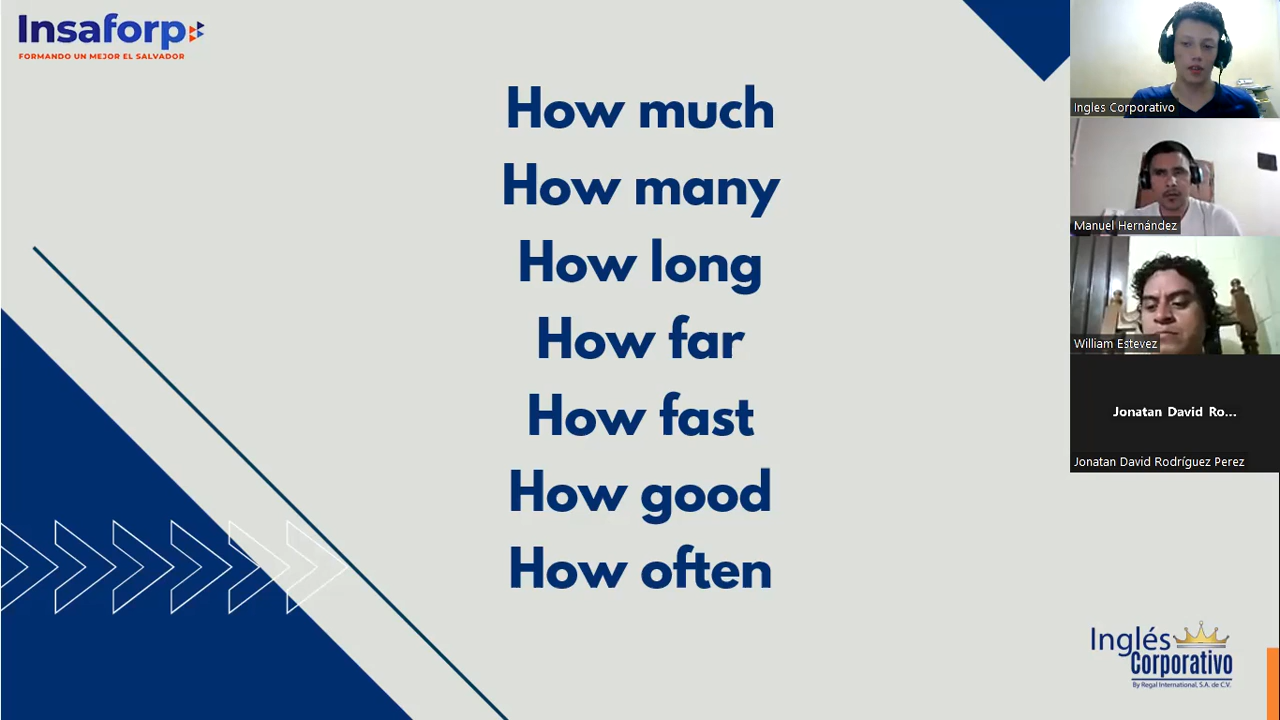 Insaforp
FORMANDO UN MEJOR EL SALVADOR
How much
How many
How long
How far
How fast
How good
How often
Ingles Corporativo
Manuel Hernández
William Estevez
Jonatan David Ro...
Jonatan David Rodríguez Perez
Inglés
Corporativo
By Regal International, S.A. de C.V.